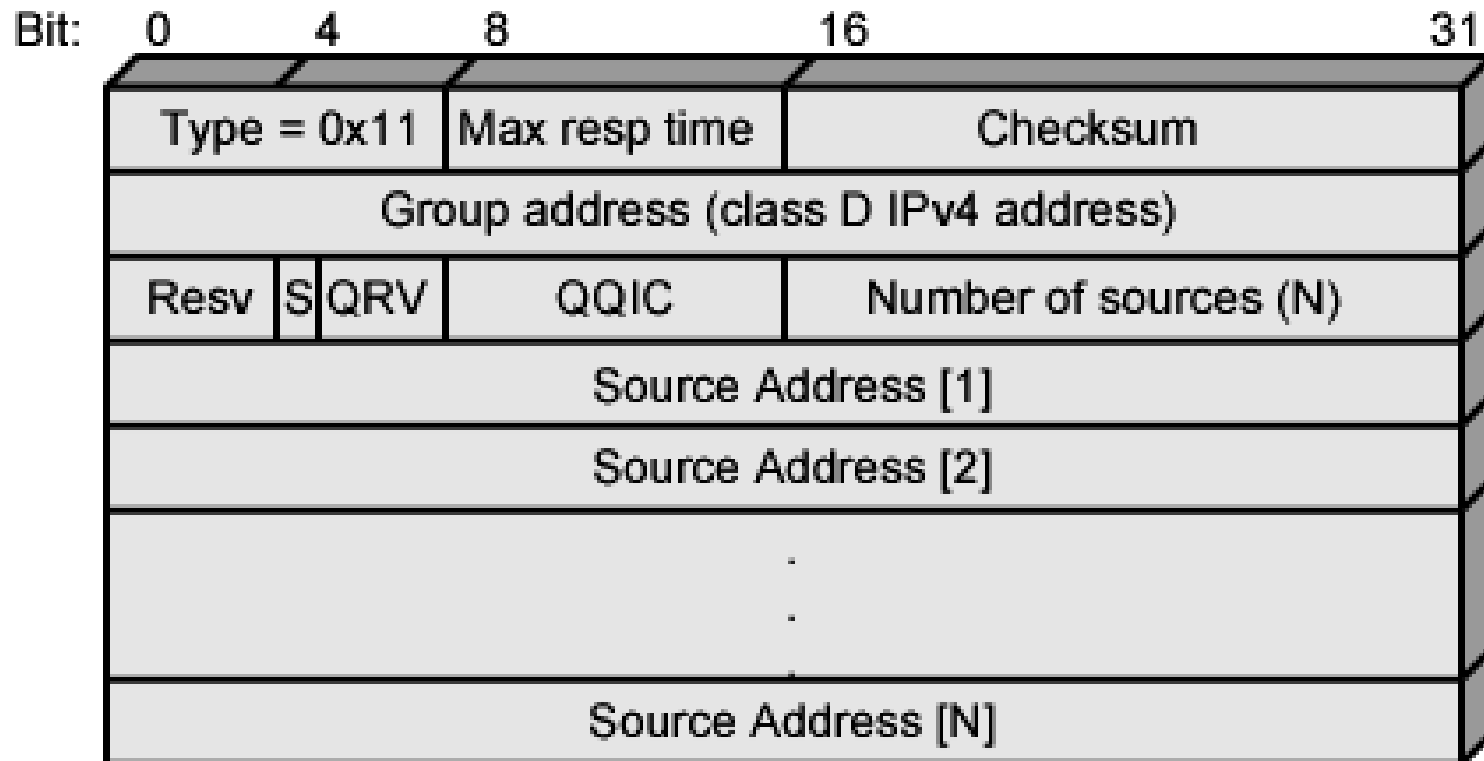 Bit: 0 4 8 16 31
Type = 0x11 Max resp time Checksum
Group address (class D IPv4 address)
Resv S QRV QQIC Number of sources (N)
Source Address [1]
Source Address [2]
.
.
.
Source Address [N]